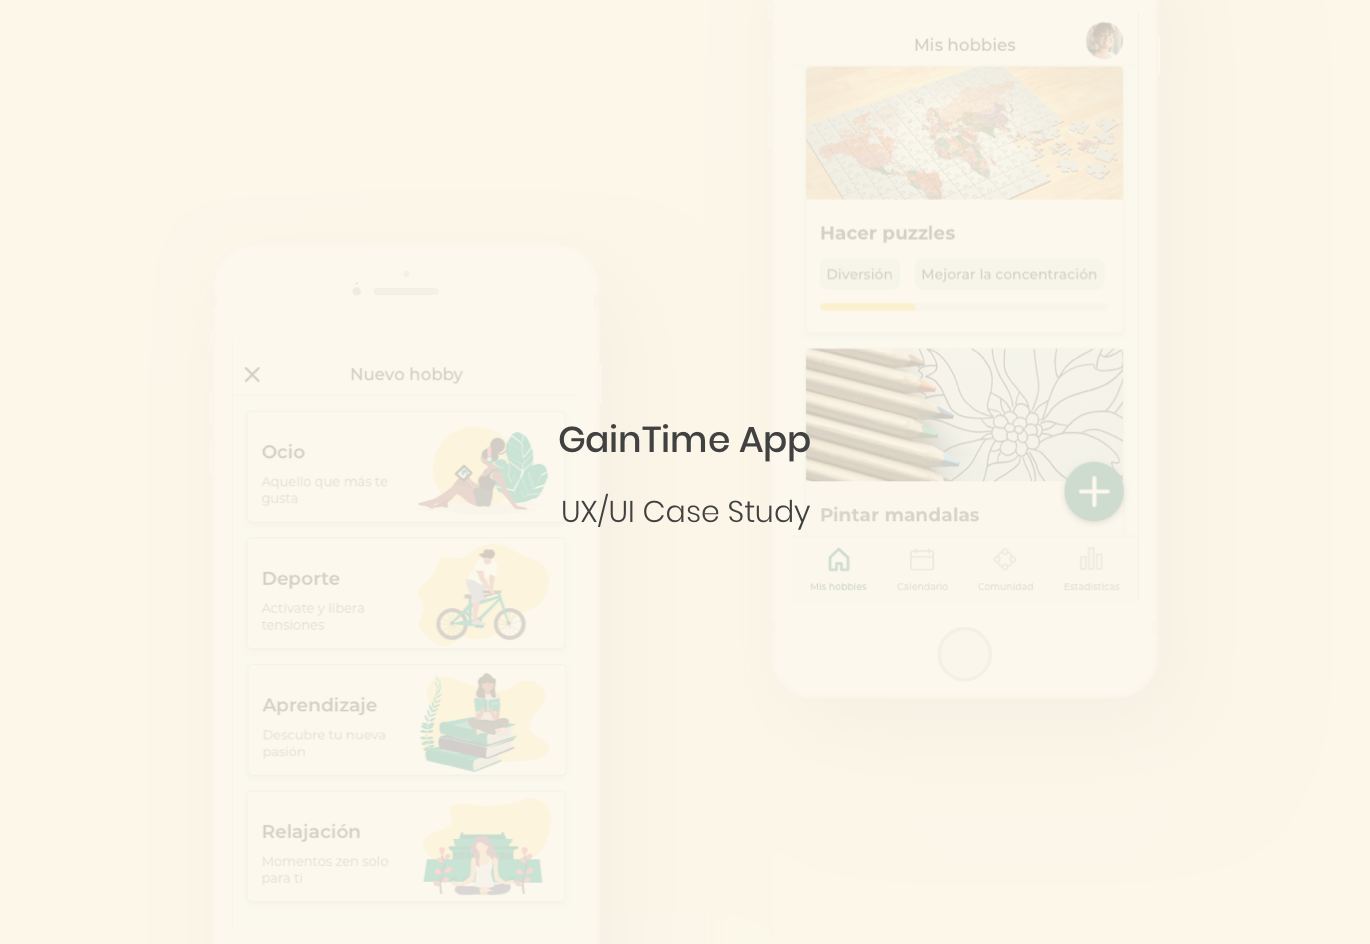 Mis hobbies
Hacer puzzles
Diversión
Mejorar la concentración
Nuevo hobby
Ocio
Aquello que más te
gusta
GainTime App
UX/UI Case Study
Pintar mandalas
Mis hobbies
Calendario
Comunidad
Estadísticas
Deporte
Actívate y libera
tensiones
Aprendizaje
Descubre tu nueva
pasión
Relajación
Momentos zen solo
para ti